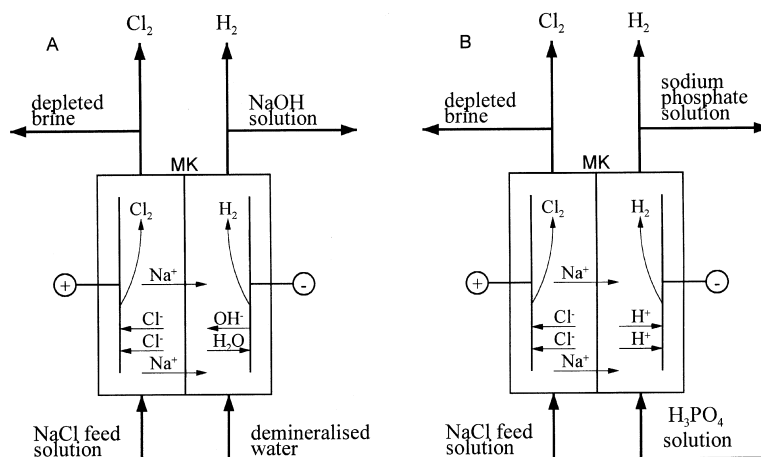 A
Cl2
H2
depleted
brine
NaOH
solution
MK
Cl2
H2
+
Na+
-
Cl-
OH-
Cl-
H2O
Na+
NaCl feed
solution
demineralised
water
B
Cl2
H2
depleted
brine
sodium
phosphate
solution
MK
Cl2
H2
+
Na+
-
Cl-
H+
Cl-
H+
Na+
NaCl feed
solution
H3PO4
solution